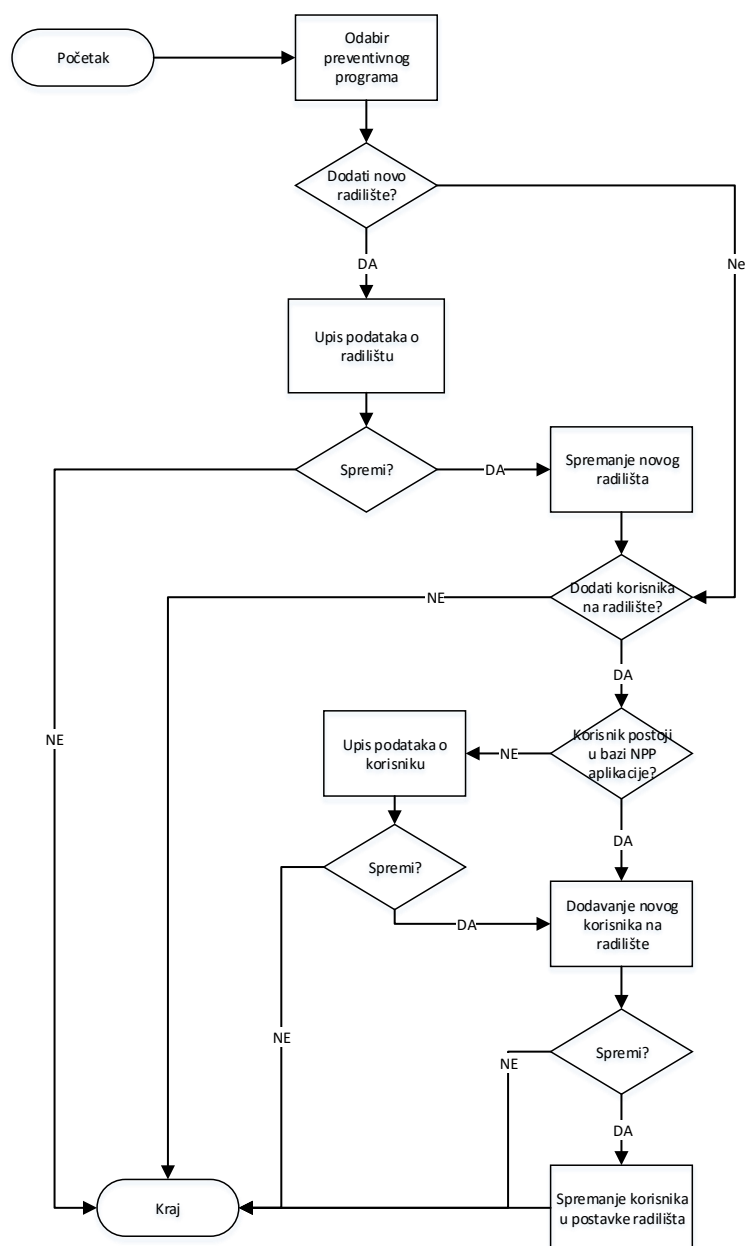 Početak
Odabir
preventivnog
programa
Dodati novo
radilište?
Ne
DA
Upis podataka o
radilištu
Spremi?
DA
Spremanje novog
radilišta
Dodati korisnika
na radilište?
NE
DA
NE
Korisnik postoji
u bazi NPP
aplikacije?
NE
Upis podataka o
korisniku
DA
Spremi?
DA
Dodavanje novog
korisnika na
radilište
NE
Spremi?
NE
DA
Spremanje korisnika
u postavke radilišta
Kraj